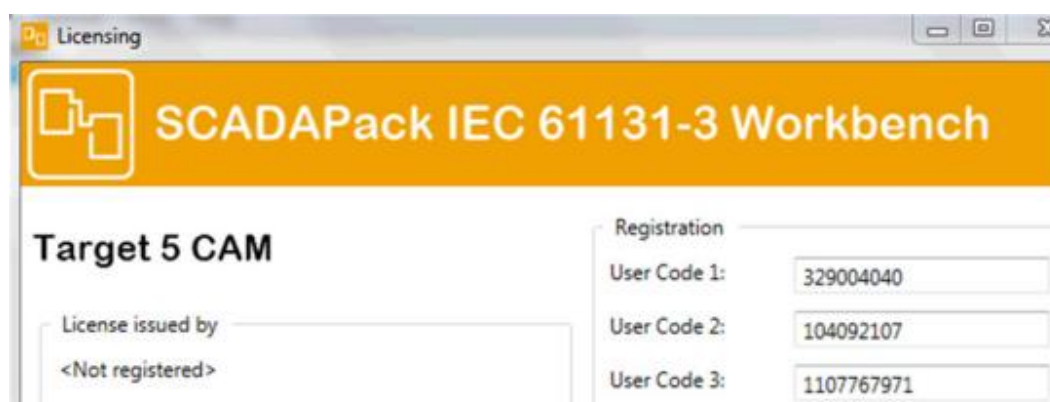 Licensing
SCADAPack IEC 61131-3 Workbench
Target 5 CAM
License issued by
<Not registered>
Registration
User Code 1: 329004040
User Code 2: 104092107
User Code 3: 1107767971